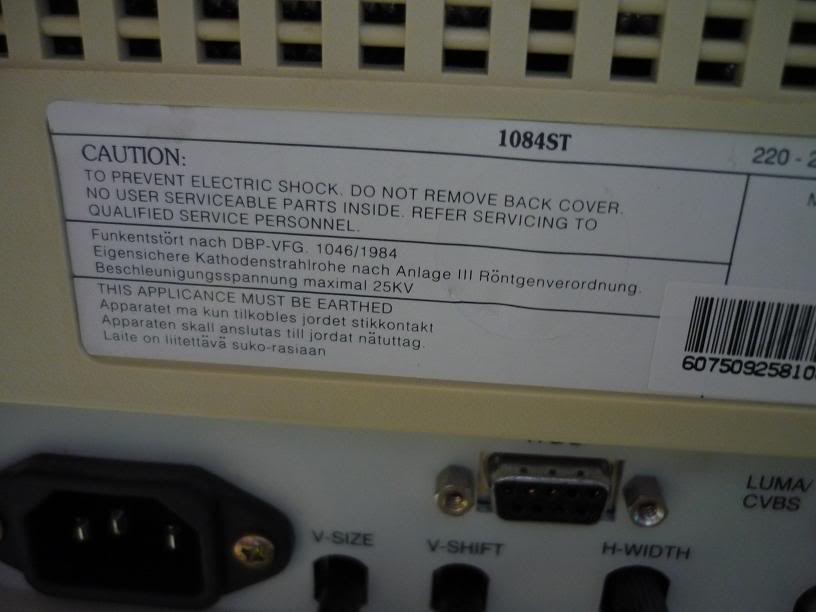 1084ST
220 - 2
CAUTION:
TO PREVENT ELECTRIC SHOCK. DO NOT REMOVE BACK COVER.
NO USER SERVICEABLE PARTS INSIDE. REFER SERVICING TO
QUALIFIED SERVICE PERSONNEL.
Funkentstört nach DBP-VFG. 1046/1984
Eigensichere Kathodenstrahlrohe nach Anlage III Röntgenverordnung.
Beschleunigungsspannung maximal 25KV
THIS APPLICANCE MUST BE EARTHED
Apparatet ma kun tilkobles jordet stikkontakt
Apparaten skall anslutas till jordat nätuttag.
Laite on liitettävä suko-rasiaan
6075092581
LUMA/
CVBS
V-SIZE
V-SHIFT
H-WIDTH